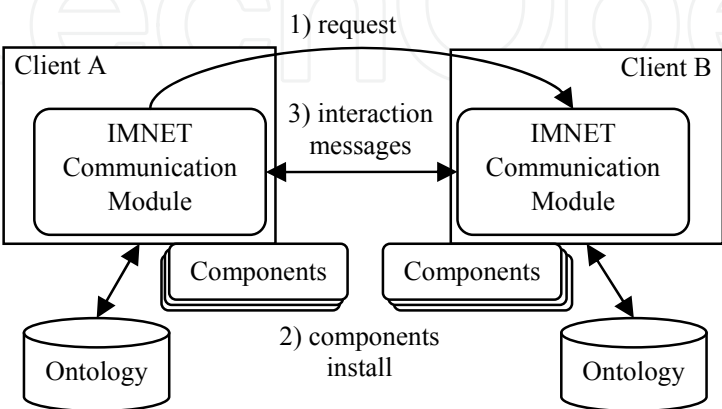 1) request
Client A
Client B
IMNET
Communication
Module
3) interaction
messages
IMNET
Communication
Module
Components
Components
2) components
install
Ontology
Ontology